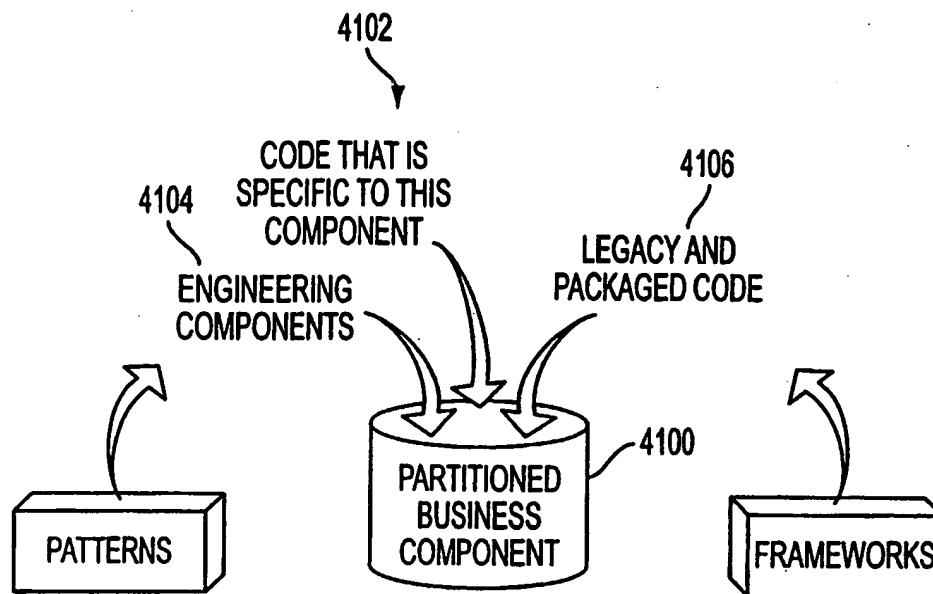 4102
CODE THAT IS
SPECIFIC TO THIS
COMPONENT
4104
ENGINEERING
COMPONENTS
4106
LEGACY AND
PACKAGED CODE
4100
PARTITIONED
BUSINESS
COMPONENT
PATTERNS
FRAMEWORKS